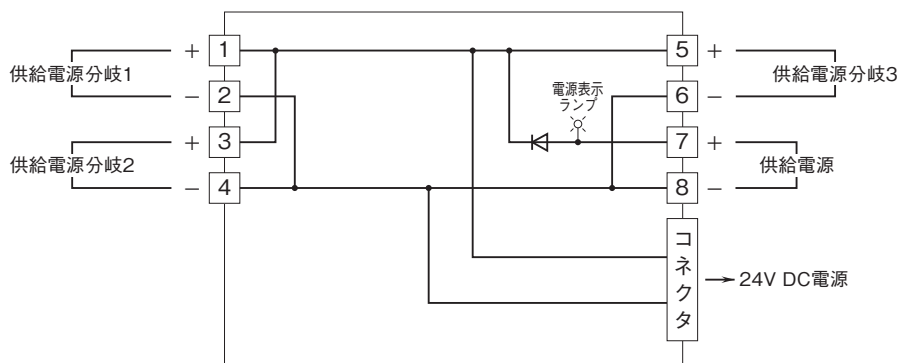 供給電源分岐1
+ 1
− 2
供給電源分岐2
+ 3
− 4
電源表示
ランプ
5 +
6 −
供給電源分岐3
7 +
8 −
供給電源
コネクタ
24V DC電源